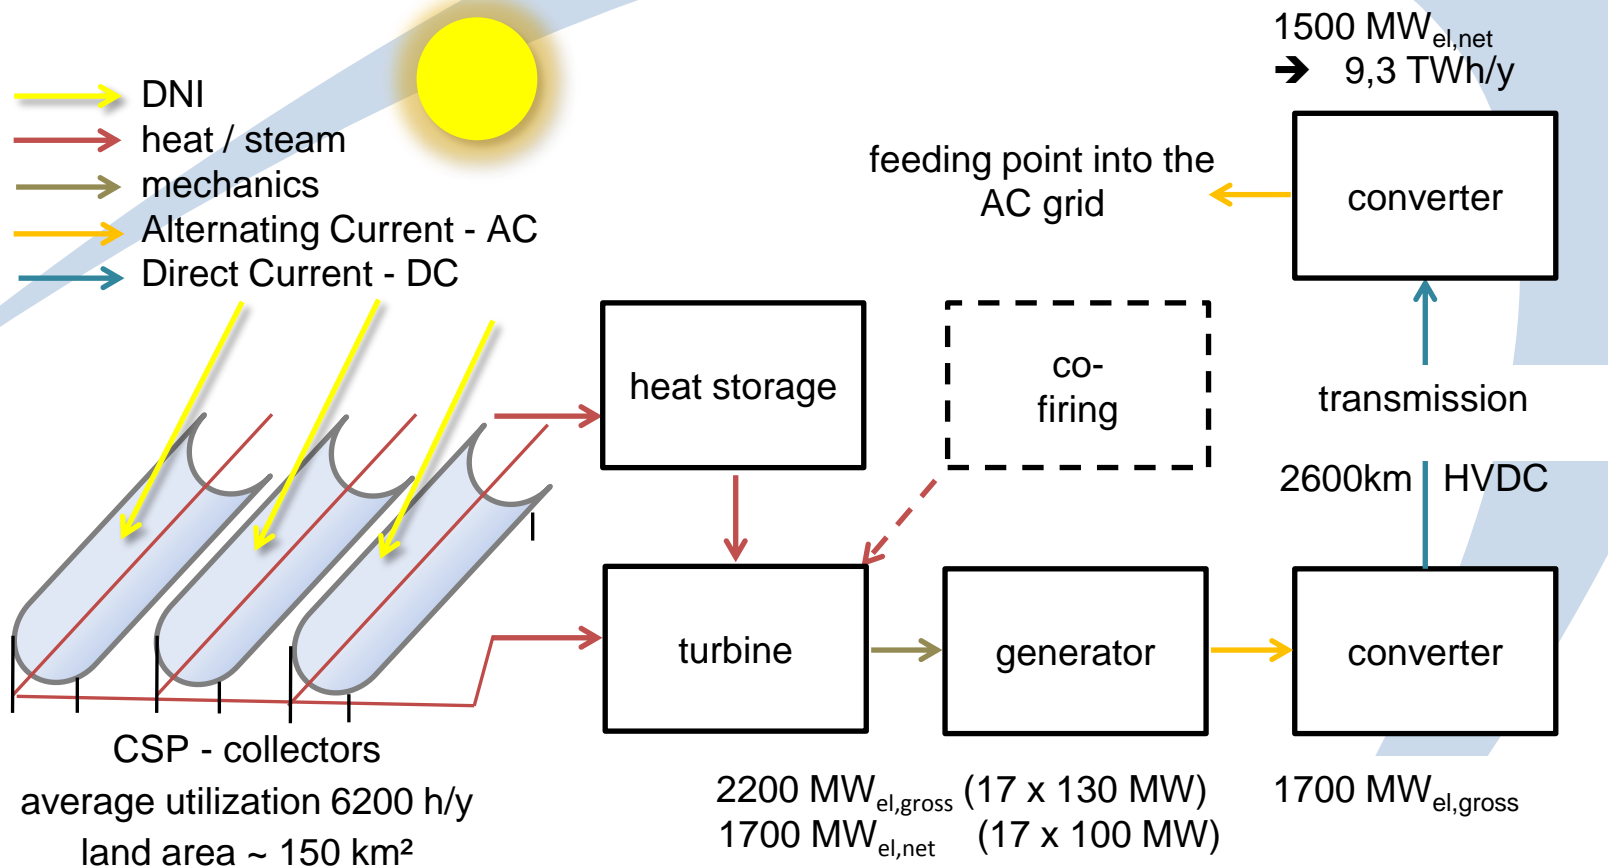 1500 MWel,net
➔ 9,3 TWh/y
DNI
heat / steam
mechanics
Alternating Current - AC
Direct Current - DC
feeding point into the
AC grid
converter
heat storage
co-
firing
transmission
2600km HVDC
turbine
generator
converter
CSP - collectors
average utilization 6200 h/y
land area ~ 150 km²
2200 MWel,gross (17 x 130 MW)
1700 MWel,net (17 x 100 MW)
1700 MWel,gross